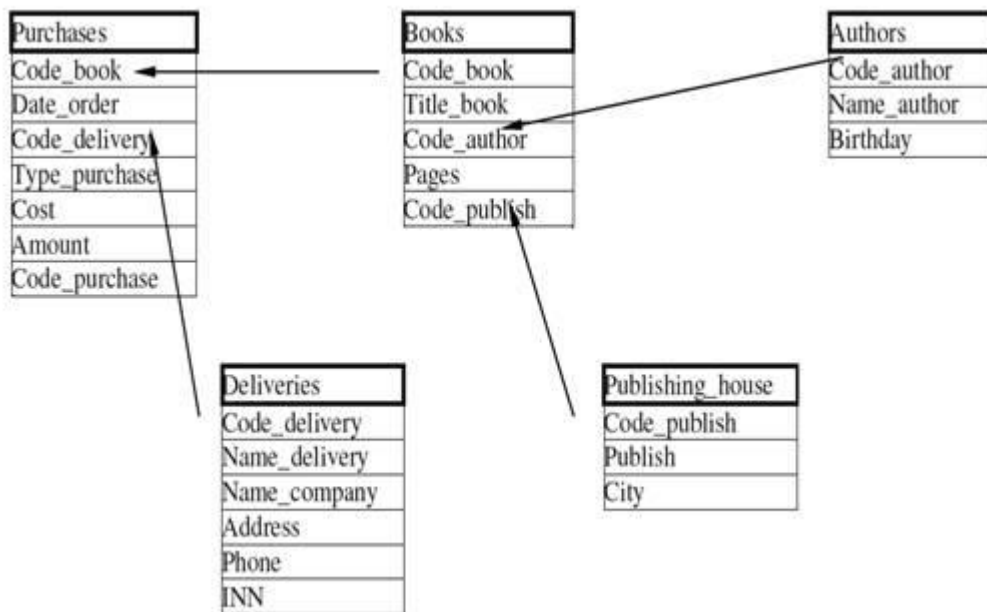 Purchases
Code_book
Date_order
Code_delivery
Type_purchase
Cost
Amount
Code_purchase
Books
Code_book
Title_book
Code_author
Pages
Code_publish
Authors
Code_author
Name_author
Birthday
Deliveries
Code_delivery
Name_delivery
Name_company
Address
Phone
INN
Publishing_house
Code_publish
Publish
City